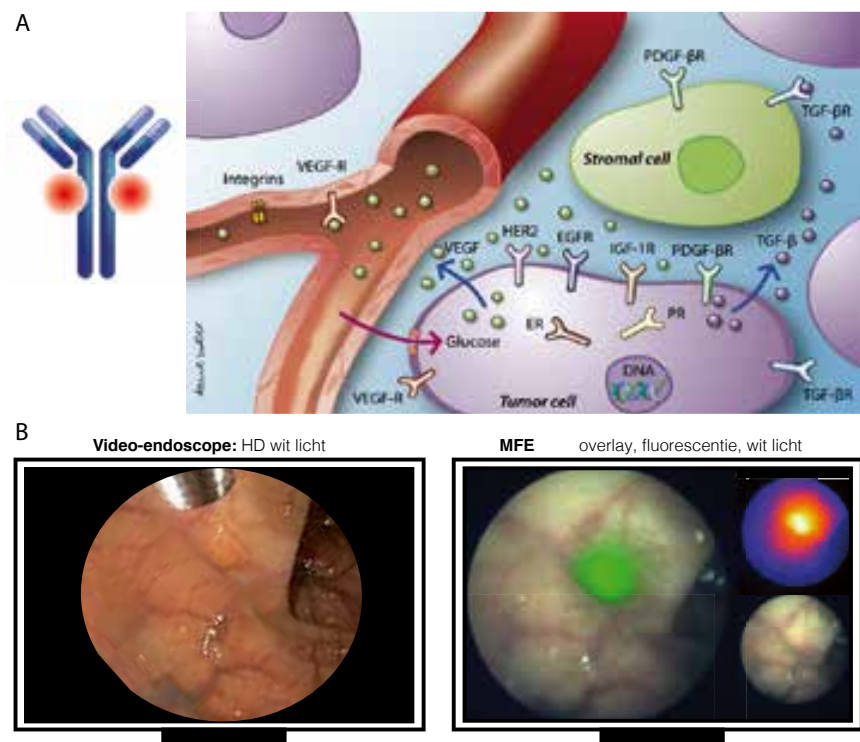 A
PDGF-βR
TGF-βR
Stromal cell
VEGF-R
Integrins
HER2
EGFR
VEGF
IGF-1R
PDGF-βR
TGF-β
ER
PR
Glucose
DNA
VEGF-R
Tumor cell
TGF-βR
B
Video-endoscope: HD wit licht
MFE overlay, fluorescentie, wit licht